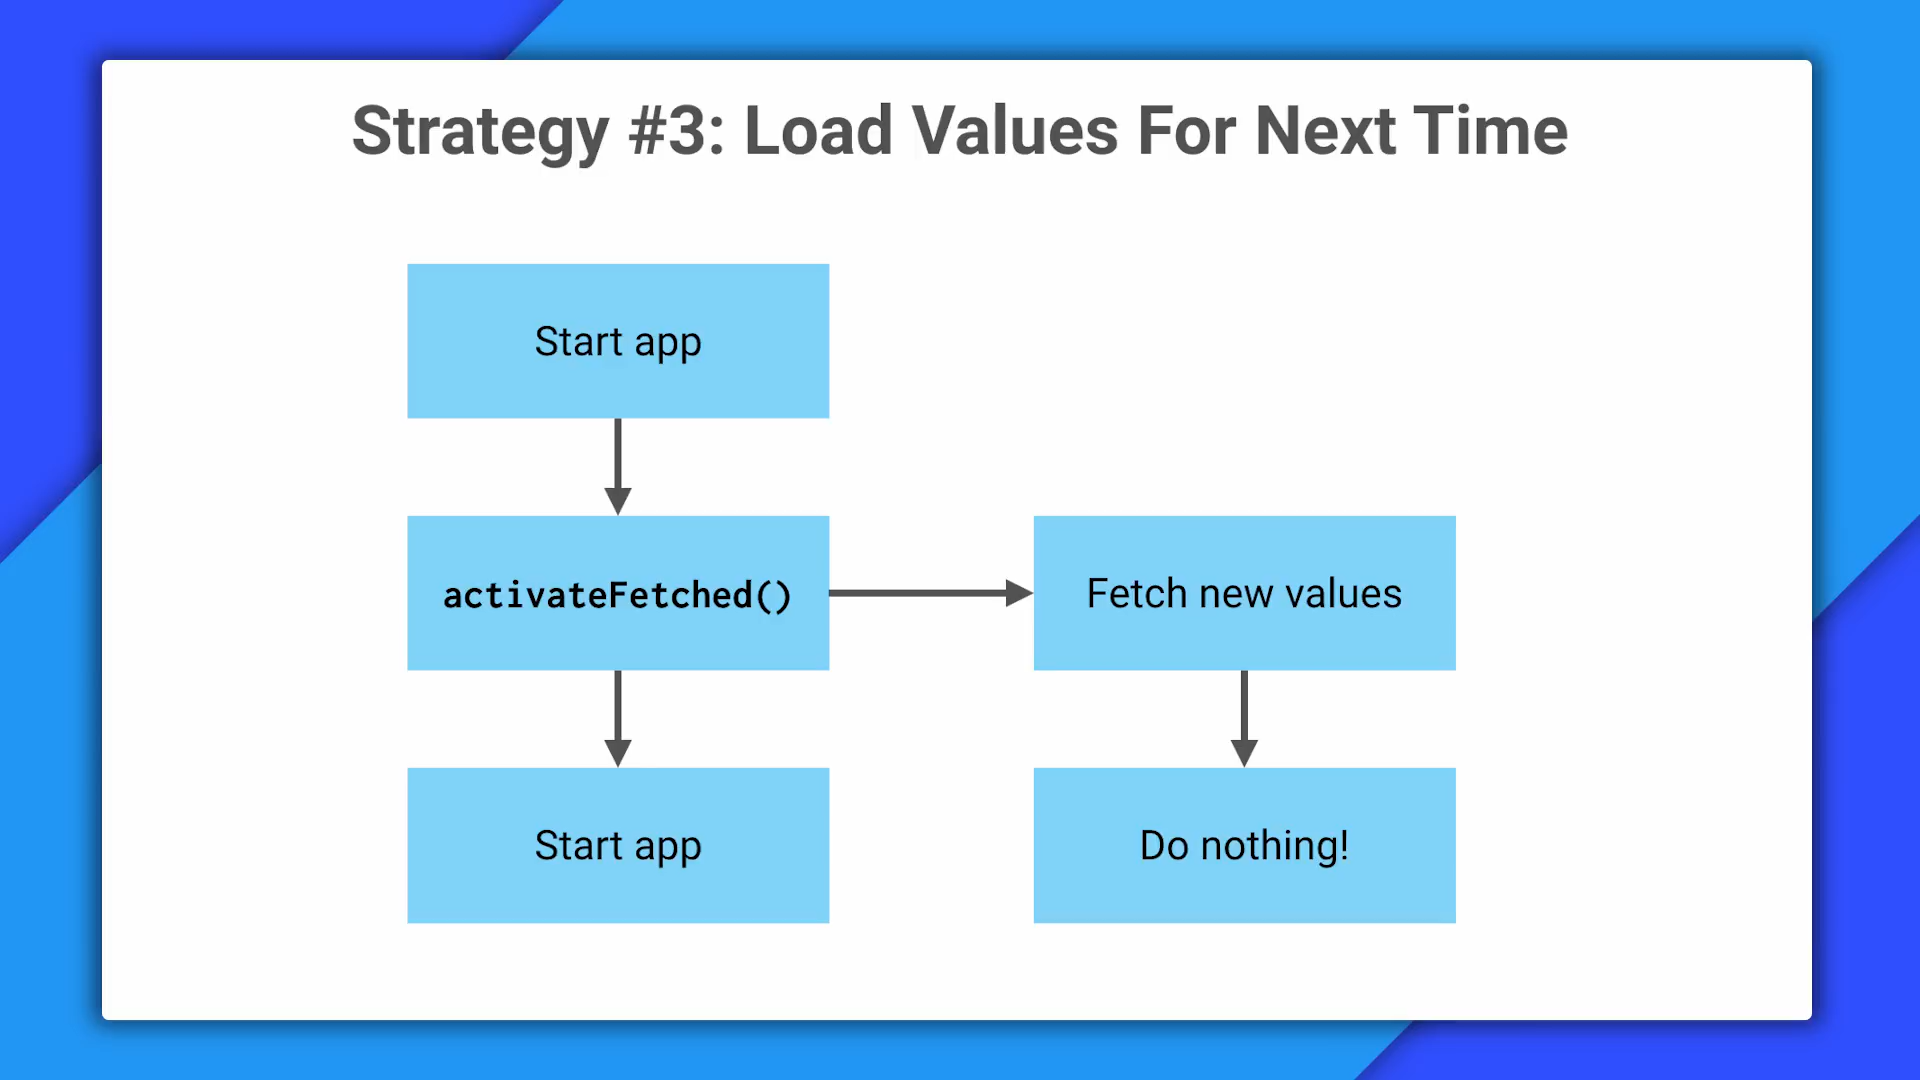 Strategy #3: Load Values For Next Time
Start app
activateFetched()
Fetch new values
Start app
Do nothing!